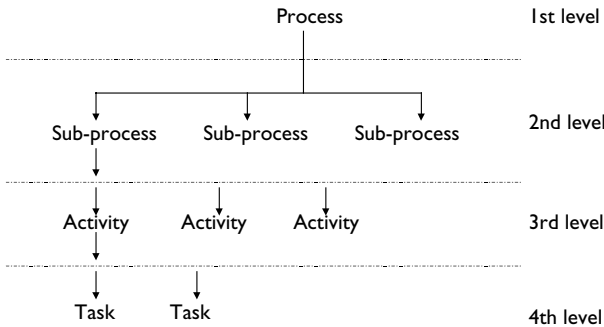 Process 1st level
Sub-process Sub-process Sub-process 2nd level
Activity Activity Activity 3rd level
Task Task 4th level